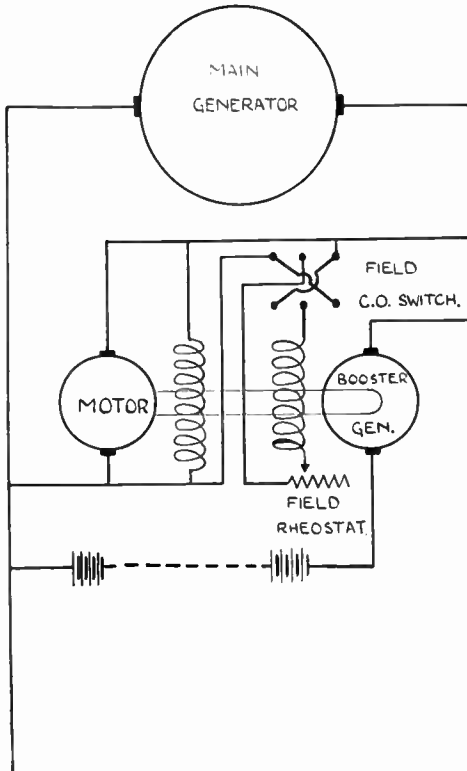 MAIN
GENERATOR
FIELD
C.O. SWITCH.
MOTOR
BOOSTER
GEN.
FIELD
RHEOSTAT.